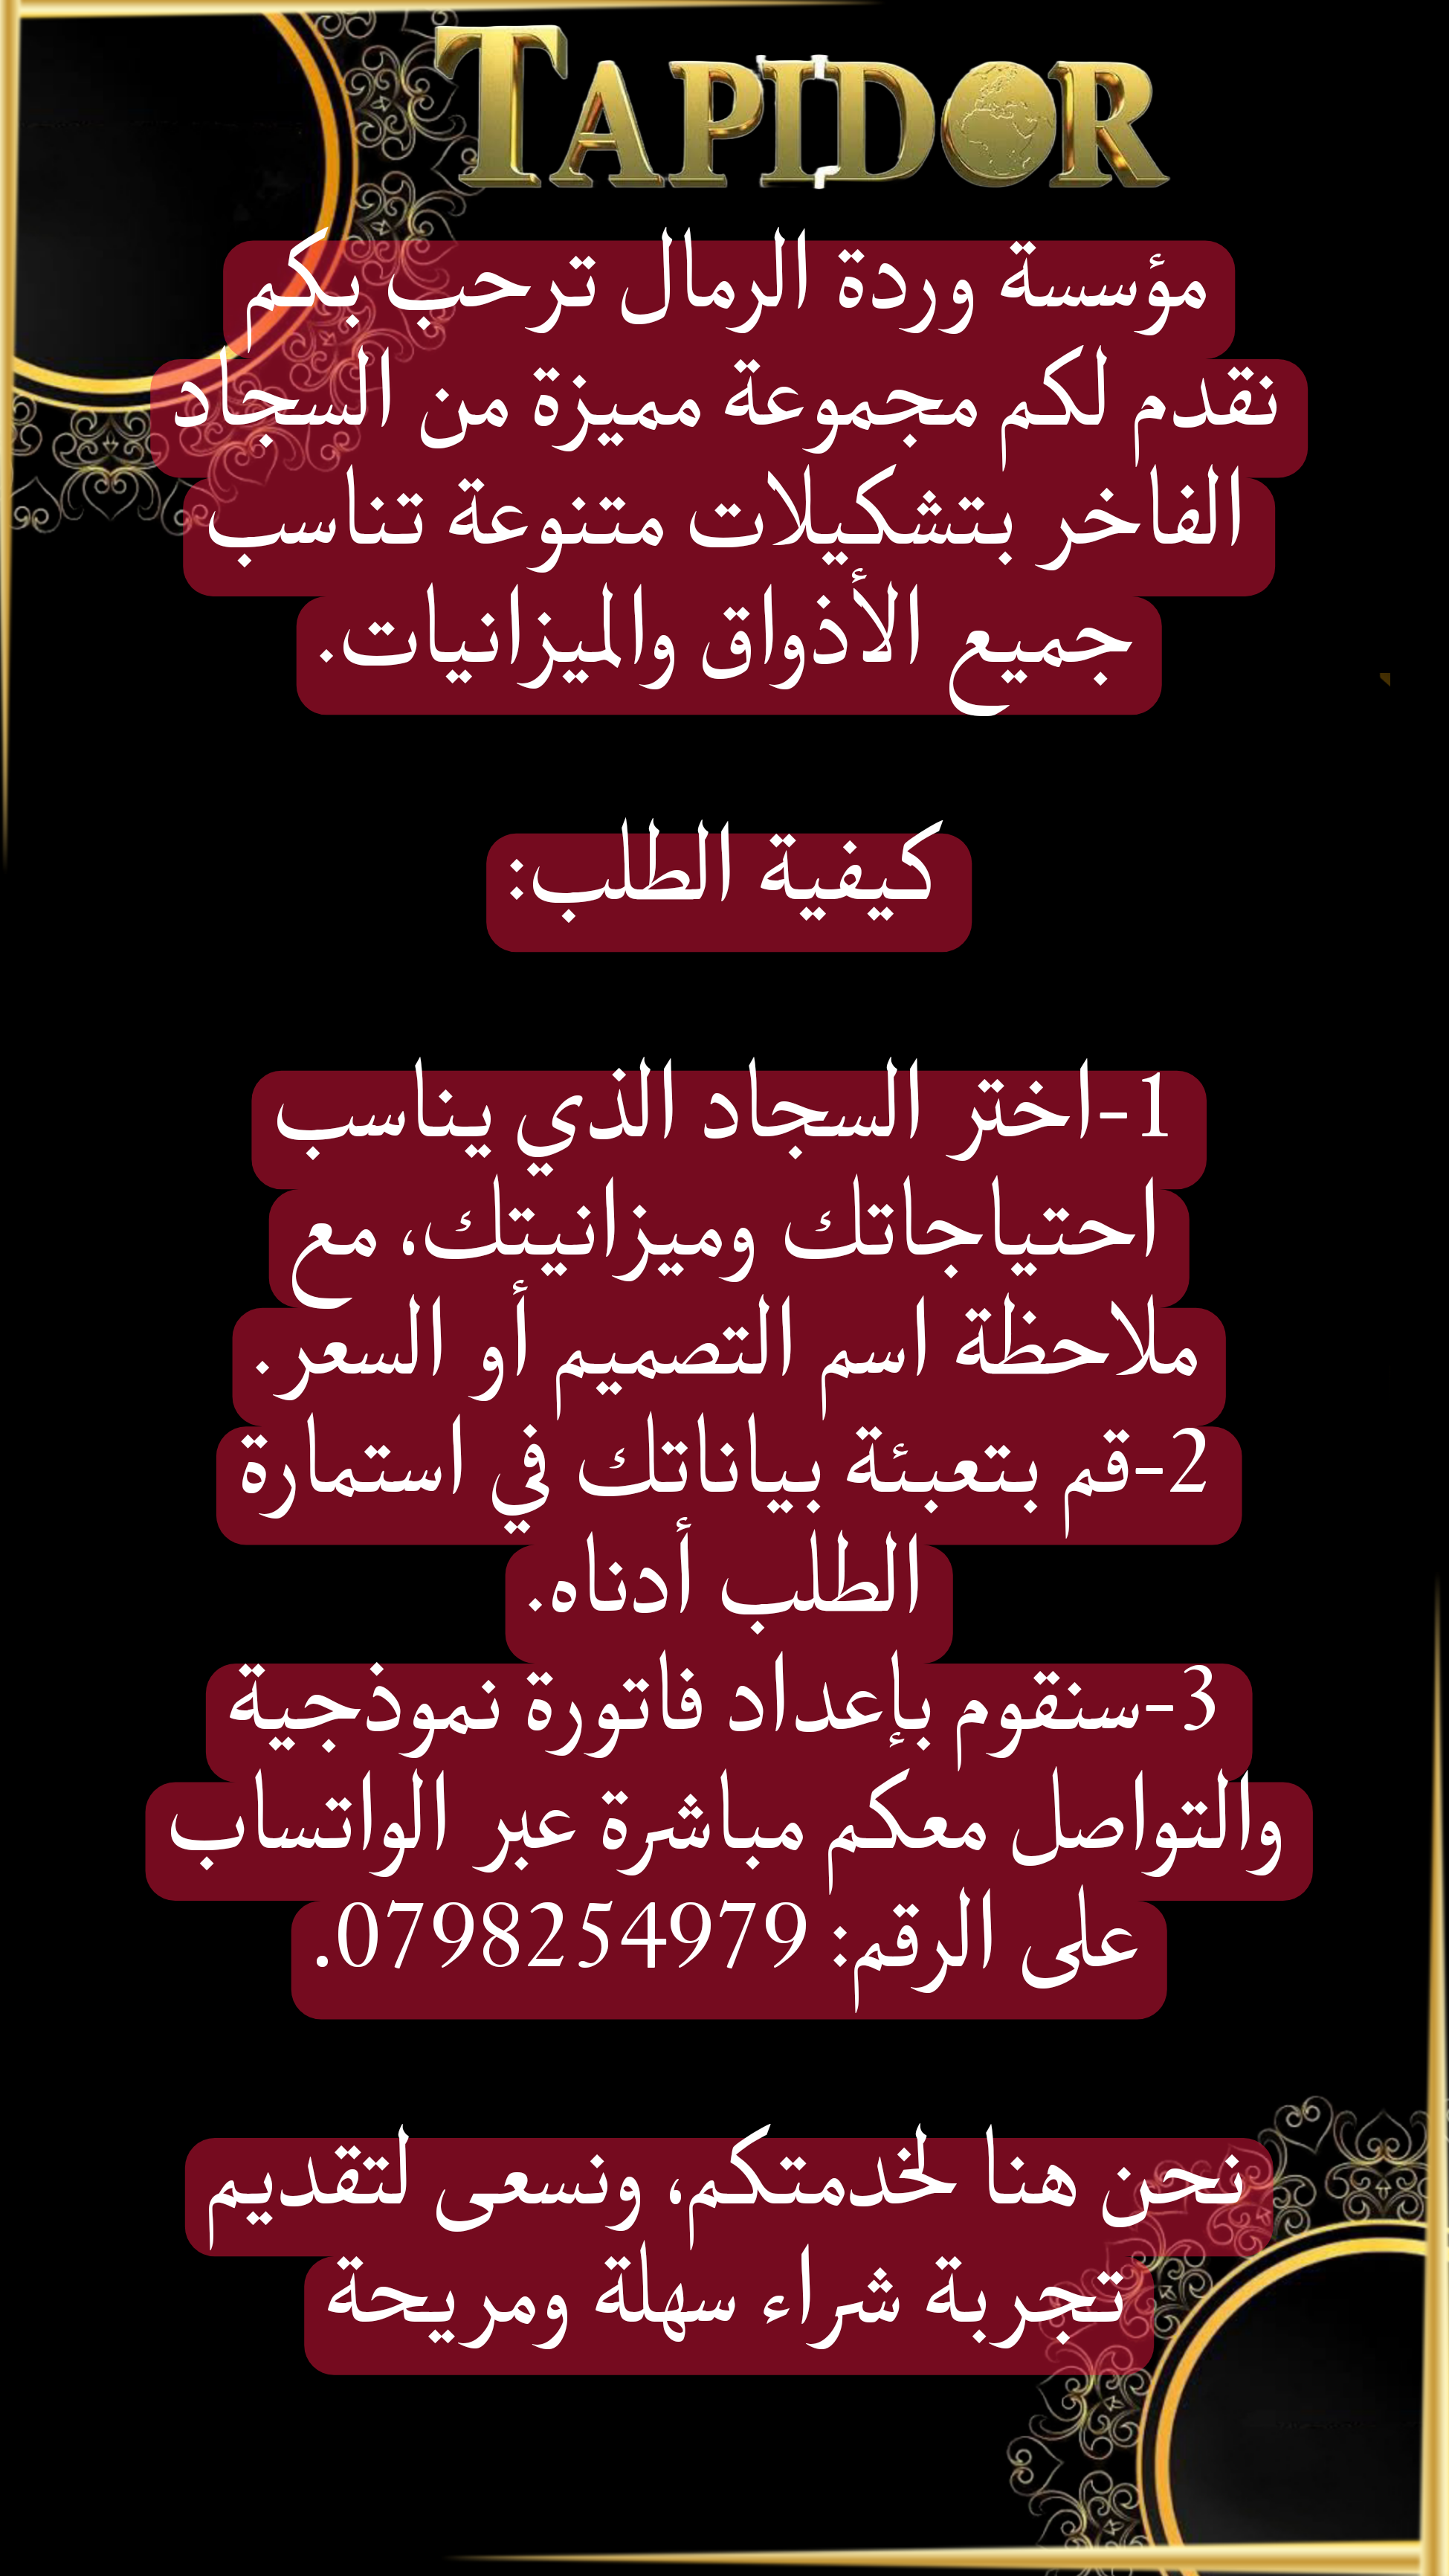 TAPIDOR
مؤسسة وردة الرمال ترحب بكم
نقدم لكم مجموعة مميزة من السجاد
الفاخر بتشكيلات متنوعة تناسب
جميع الأذواق والميزانيات.
كيفية الطلب:
1-اختر السجاد الذي يناسب
احتياجاتك وميزانيتك، مع
ملاحظة اسم التصميم أو السعر.
2-قم بتعبئة بياناتك في استمارة
الطلب أدناه.
3-سنقوم بإعداد فاتورة نموذجية
والتواصل معكم مباشرة عبر الواتساب
على الرقم: 0798254979.
نحن هنا لخدمتكم، ونسعى لتقديم
تجربة شراء سهلة ومريحة